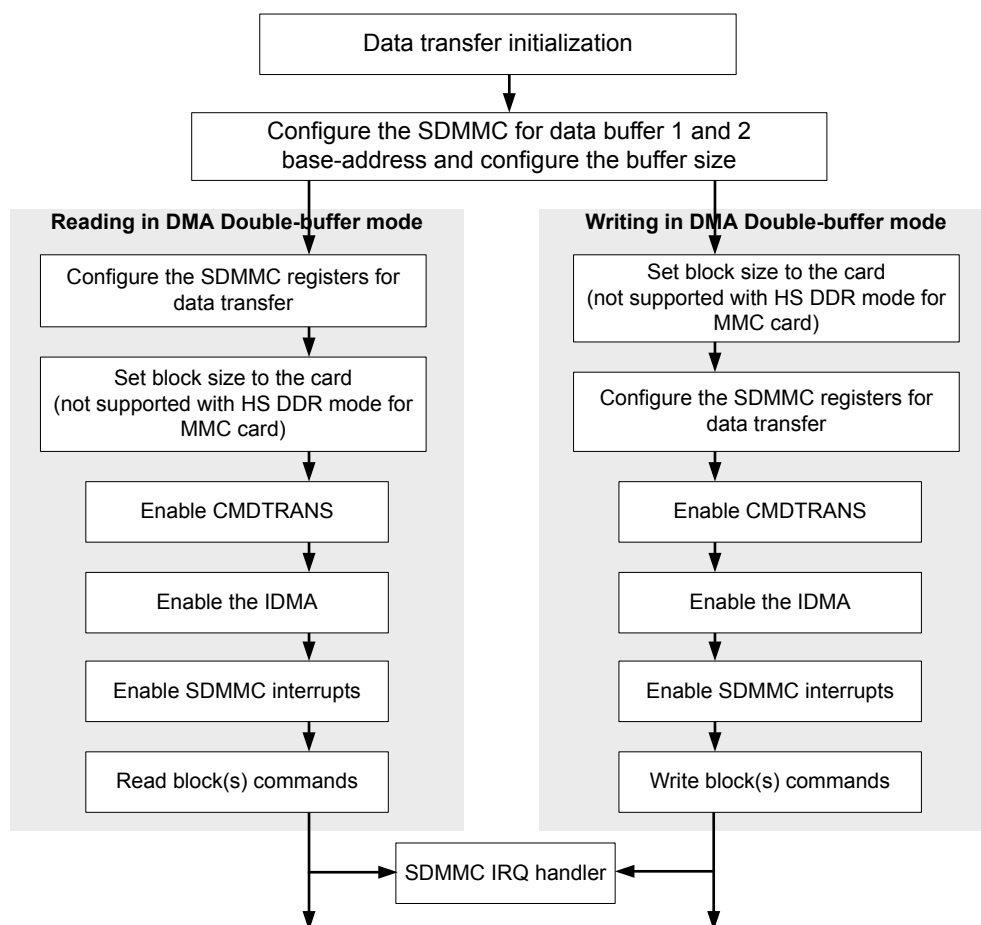 Data transfer initialization
Configure the SDMMC for data buffer 1 and 2
base-address and configure the buffer size
Reading in DMA Double-buffer mode
Configure the SDMMC registers for
data transfer
Set block size to the card
(not supported with HS DDR mode for
MMC card)
Enable CMDTRANS
Enable the IDMA
Enable SDMMC interrupts
Read block(s) commands
Writing in DMA Double-buffer mode
Set block size to the card
(not supported with HS DDR mode for
MMC card)
Configure the SDMMC registers for
data transfer
Enable CMDTRANS
Enable the IDMA
Enable SDMMC interrupts
Write block(s) commands
SDMMC IRQ handler